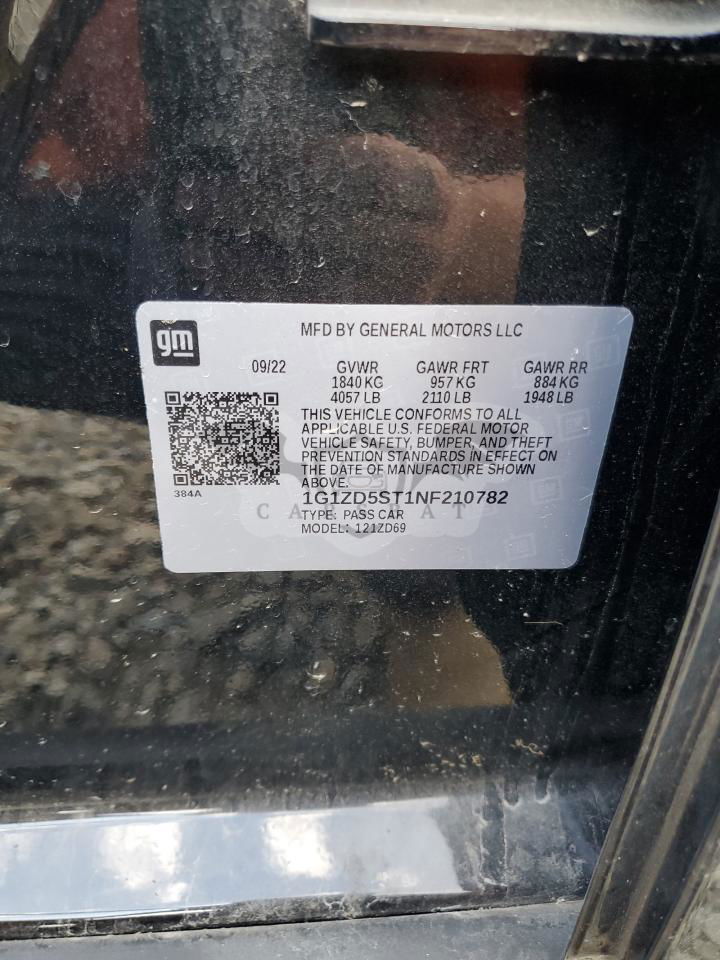 gm
MFD BY GENERAL MOTORS LLC
09/22 GVWR GAWR FRT GAWR RR
1840 KG 957 KG 884 KG
4057 LB 2110 LB 1948 LB
THIS VEHICLE CONFORMS TO ALL
APPLICABLE U.S. FEDERAL MOTOR
VEHICLE SAFETY, BUMPER, AND THEFT
PREVENTION STANDARDS IN EFFECT ON
THE DATE OF MANUFACTURE SHOWN
ABOVE.
384A
1G1ZD5ST1NF210782
TYPE: PASS CAR
MODEL: 121ZD69